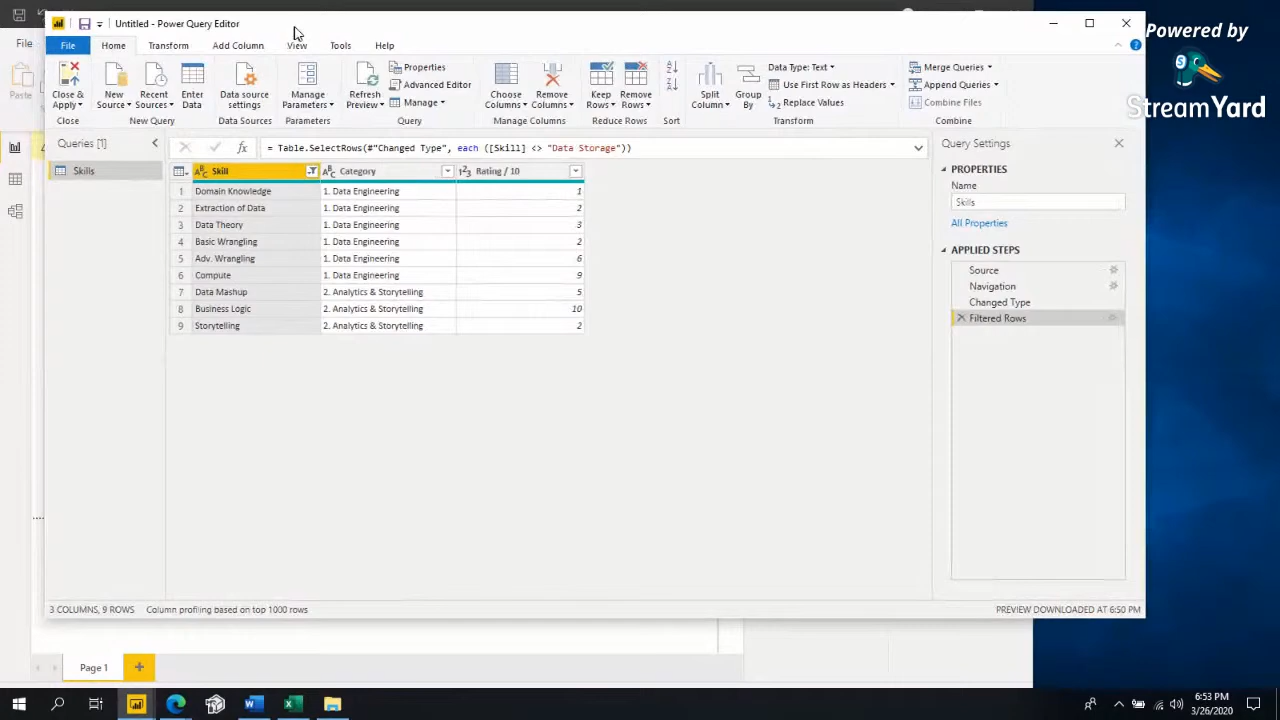 Untitled - Power Query Editor
Powered by
StreamYard
File
File Home Transform Add Column View Tools Help
Paste
Close & Apply
New Source
Recent Sources
Enter Data
Data source settings
Manage Parameters
Refresh Preview
Properties
Advanced Editor
Manage
Choose Columns
Remove Columns
Keep Rows
Remove Rows
Split Column
Group By
Data Type: Text
Use First Row as Headers
Replace Values
Merge Queries
Append Queries
Combine Files
Close New Query Data Sources Parameters Query Manage Columns Reduce Rows Sort Transform Combine
Queries [1]
Skills
fx = Table.SelectRows(#"Changed Type", each ([Skill] <> "Data Storage"))
Skill Category Rating / 10
1 Domain Knowledge 1. Data Engineering 1
2 Extraction of Data 1. Data Engineering 2
3 Data Theory 1. Data Engineering 3
4 Basic Wrangling 1. Data Engineering 2
5 Adv. Wrangling 1. Data Engineering 6
6 Compute 1. Data Engineering 9
7 Data Mashup 2. Analytics & Storytelling 5
8 Business Logic 2. Analytics & Storytelling 10
9 Storytelling 2. Analytics & Storytelling 2
Query Settings
PROPERTIES
Name
Skills
All Properties
APPLIED STEPS
Source
Navigation
Changed Type
Filtered Rows
3 COLUMNS, 9 ROWS Column profiling based on top 1000 rows
PREVIEW DOWNLOADED AT 6:50 PM
Page 1
6:53 PM
3/26/2020